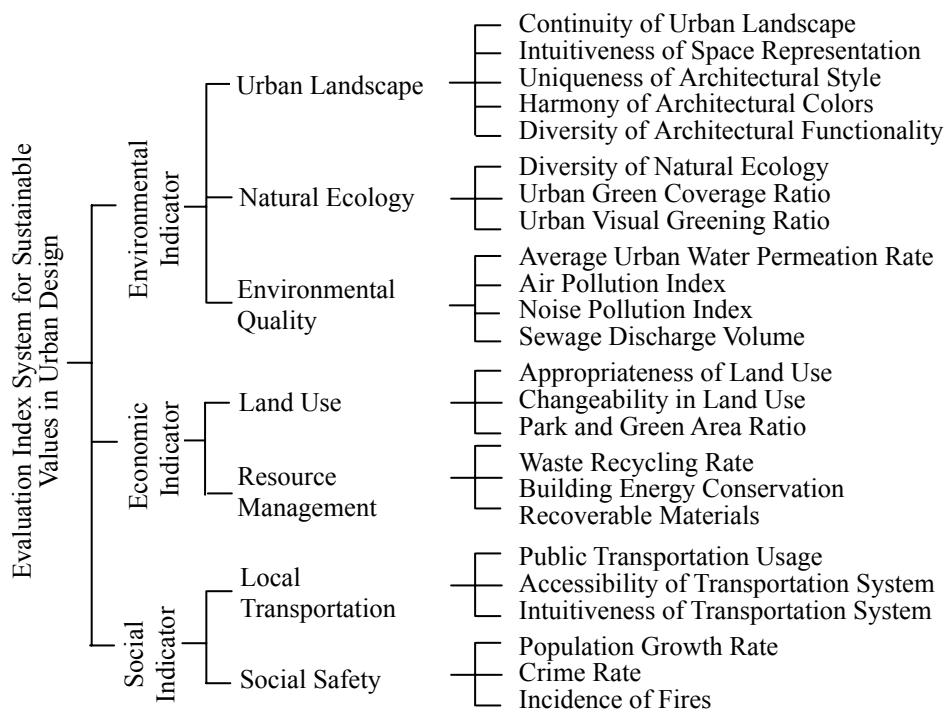 Evaluation Index System for Sustainable
Values in Urban Design
Environmental
Indicator
Urban Landscape
Continuity of Urban Landscape
Intuitiveness of Space Representation
Uniqueness of Architectural Style
Harmony of Architectural Colors
Diversity of Architectural Functionality
Natural Ecology
Diversity of Natural Ecology
Urban Green Coverage Ratio
Urban Visual Greening Ratio
Environmental
Quality
Average Urban Water Permeation Rate
Air Pollution Index
Noise Pollution Index
Sewage Discharge Volume
Economic
Indicator
Land Use
Appropriateness of Land Use
Changeability in Land Use
Park and Green Area Ratio
Resource
Management
Waste Recycling Rate
Building Energy Conservation
Recoverable Materials
Social
Indicator
Local
Transportation
Public Transportation Usage
Accessibility of Transportation System
Intuitiveness of Transportation System
Social Safety
Population Growth Rate
Crime Rate
Incidence of Fires